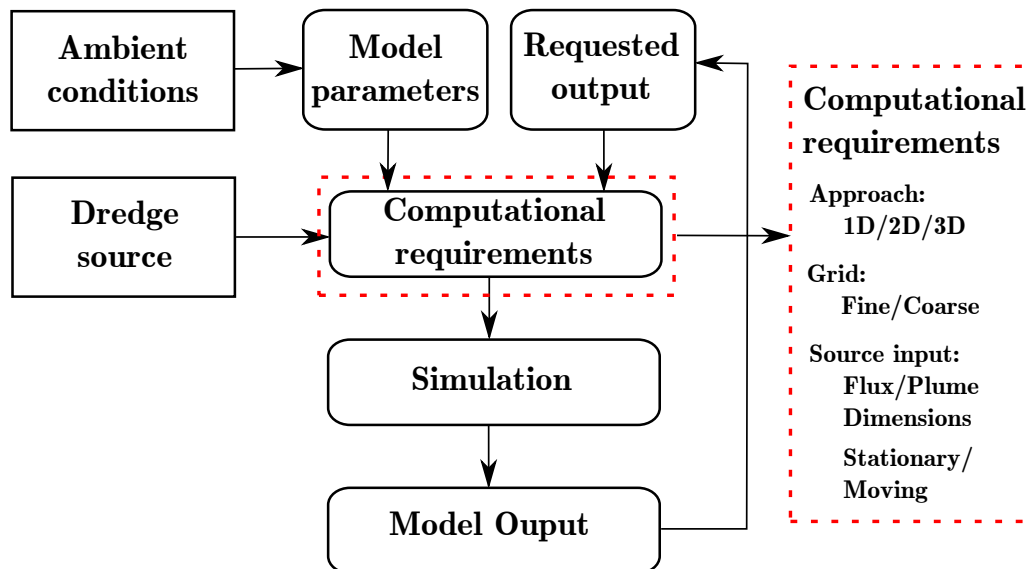 Ambient
conditions
Model
parameters
Requested
output
Dredge
source
Computational
requirements
Simulation
Model Ouput
Computational
requirements
Approach:
1D/2D/3D
Grid:
Fine/Coarse
Source input:
Flux/Plume
Dimensions
Stationary/
Moving